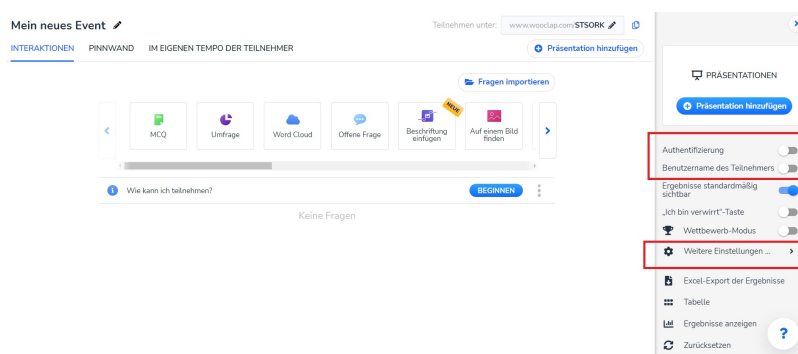 Mein neues Event
Teilnehmen unter: www.wooclap.com/STSORK
INTERAKTIONEN PINNWAND IM EIGENEN TEMPO DER TEILNEHMER
Präsentation hinzufügen
Fragen importieren
MCQ
Umfrage
Word Cloud
Offene Frage
NEUE
Beschriftung
einfügen
Auf einem Bild
finden
Wie kann ich teilnehmen?
BEGINNEN
Keine Fragen
PRÄSENTATIONEN
Präsentation hinzufügen
Authentifizierung
Benutzername des Teilnehmers
Ergebnisse standardmäßig
sichtbar
„Ich bin verwirrt"-Taste
Wettbewerb-Modus
Weitere Einstellungen ...
Excel-Export der Ergebnisse
Tabelle
Ergebnisse anzeigen
Zurücksetzen
?